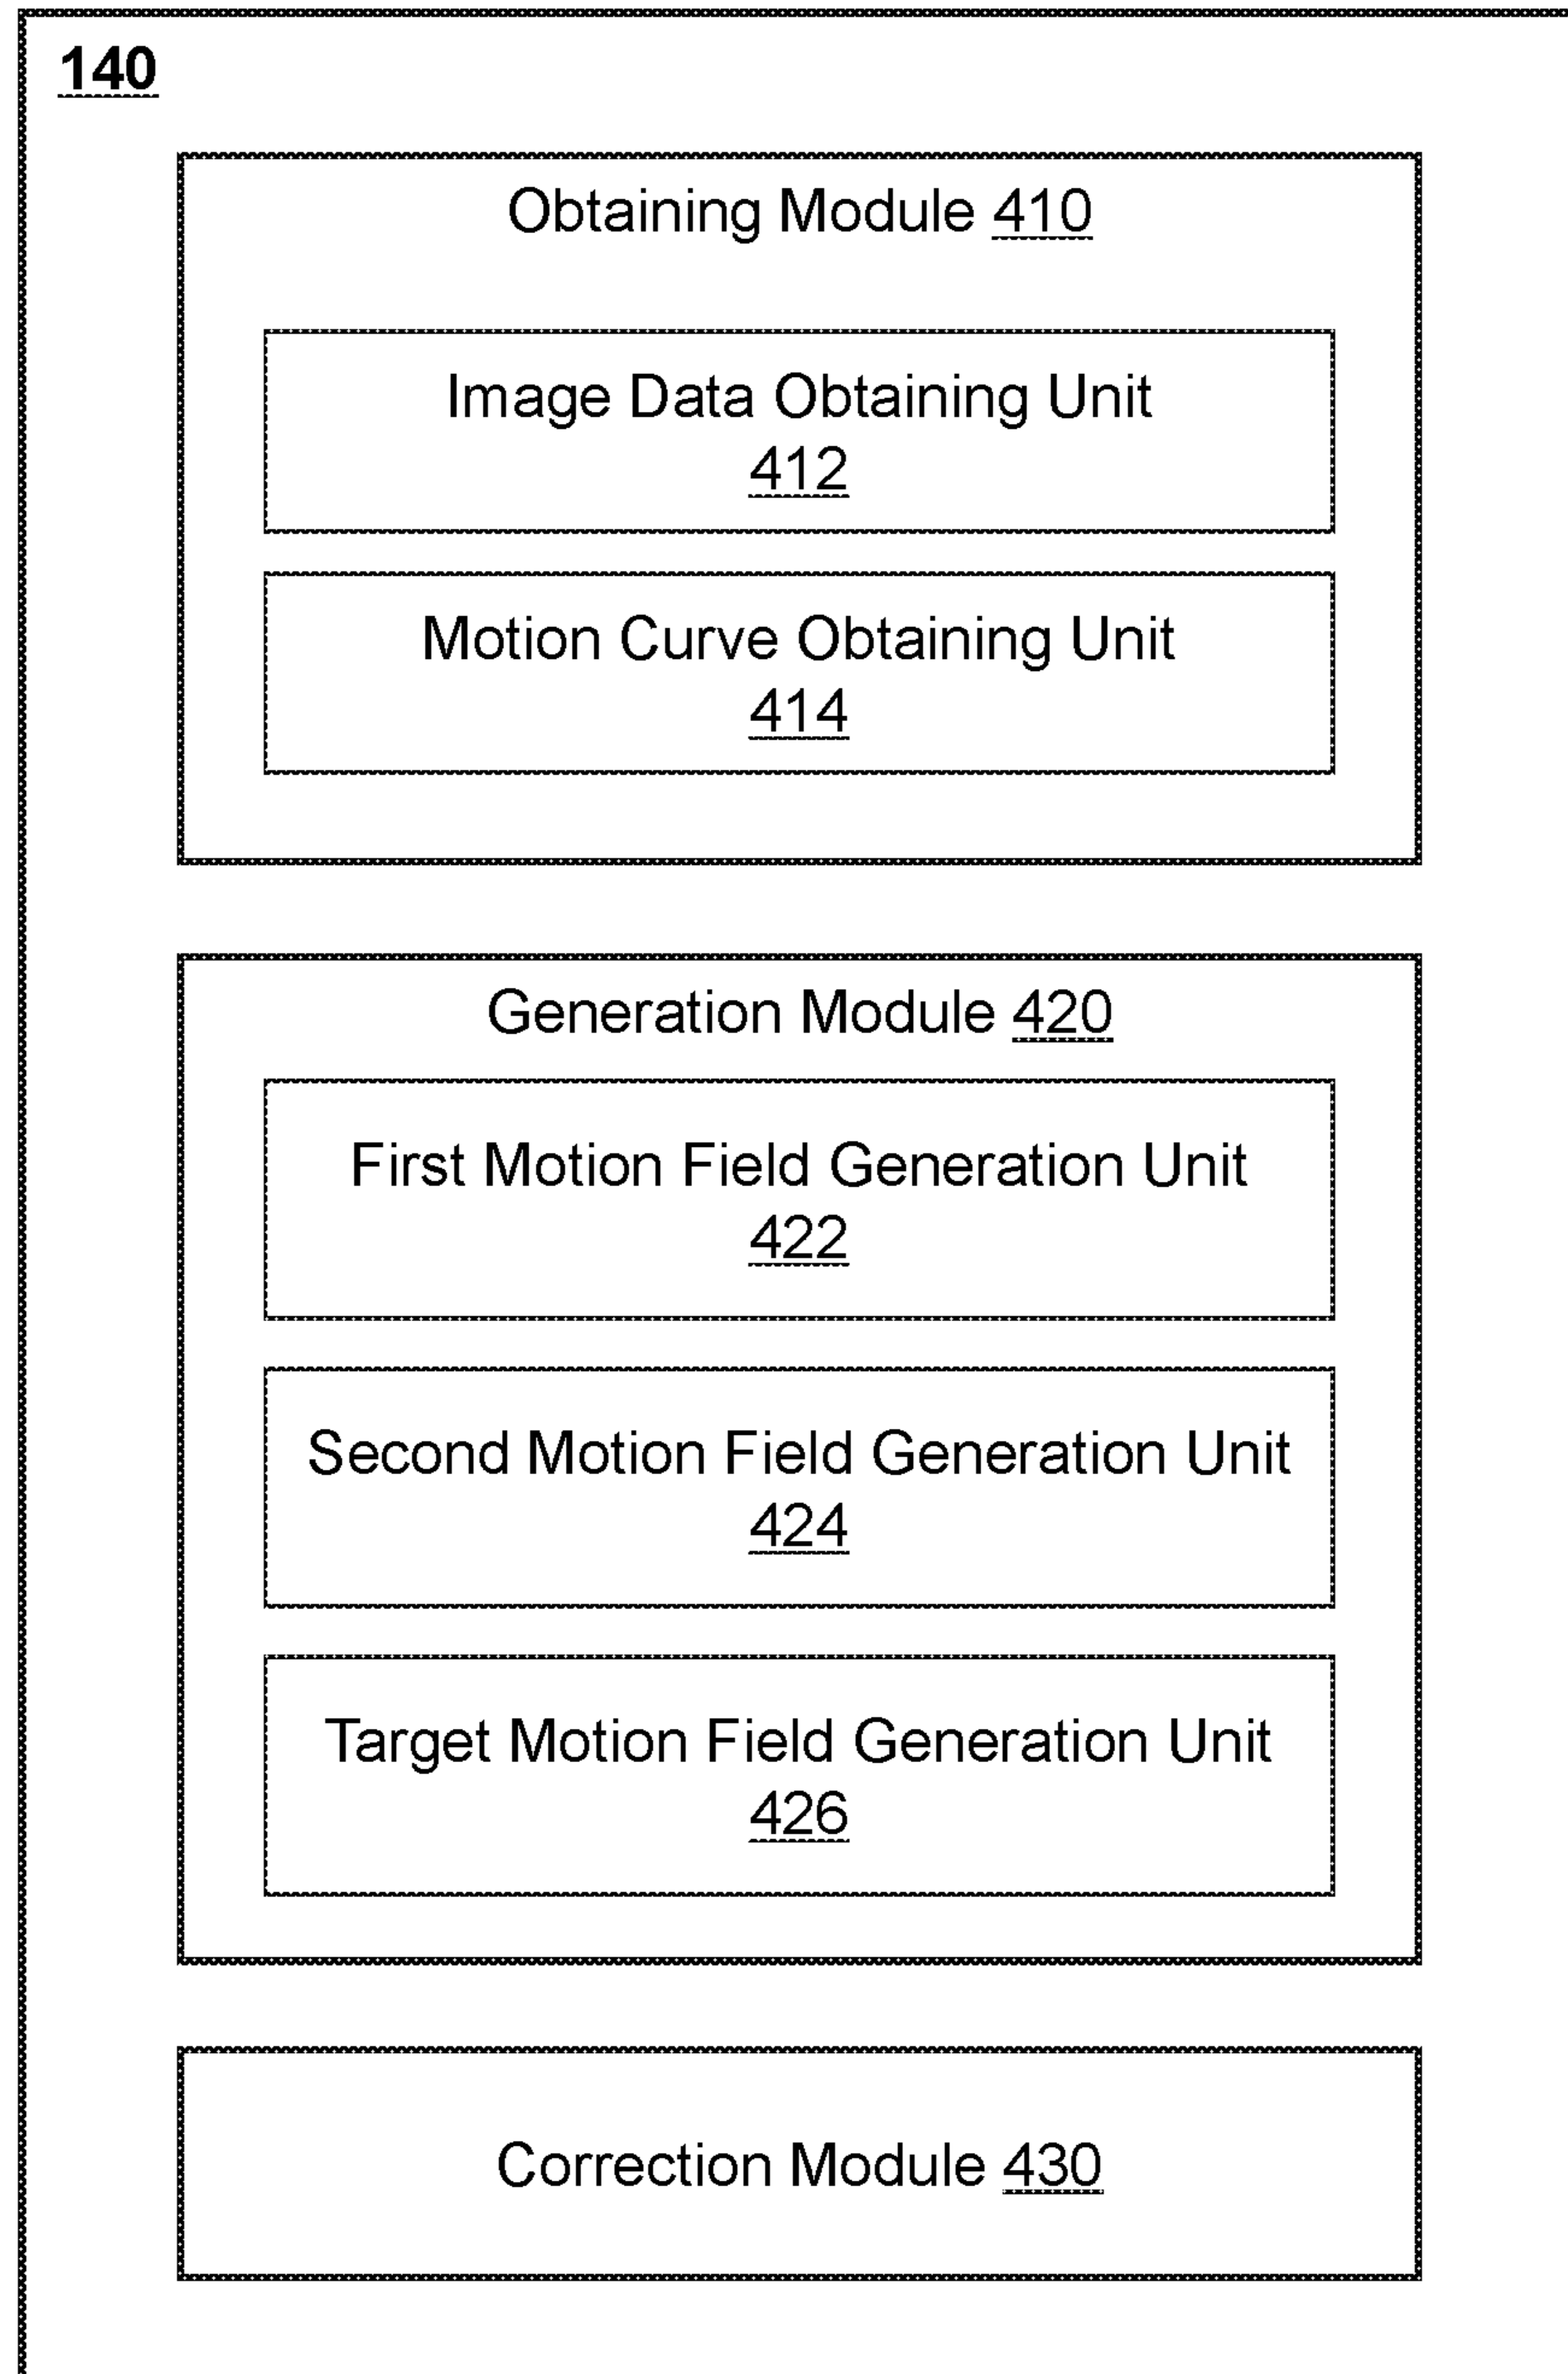 140
Obtaining Module 410
Image Data Obtaining Unit
412
Motion Curve Obtaining Unit
414
Generation Module 420
First Motion Field Generation Unit
422
Second Motion Field Generation Unit
424
Target Motion Field Generation Unit
426
Correction Module 430